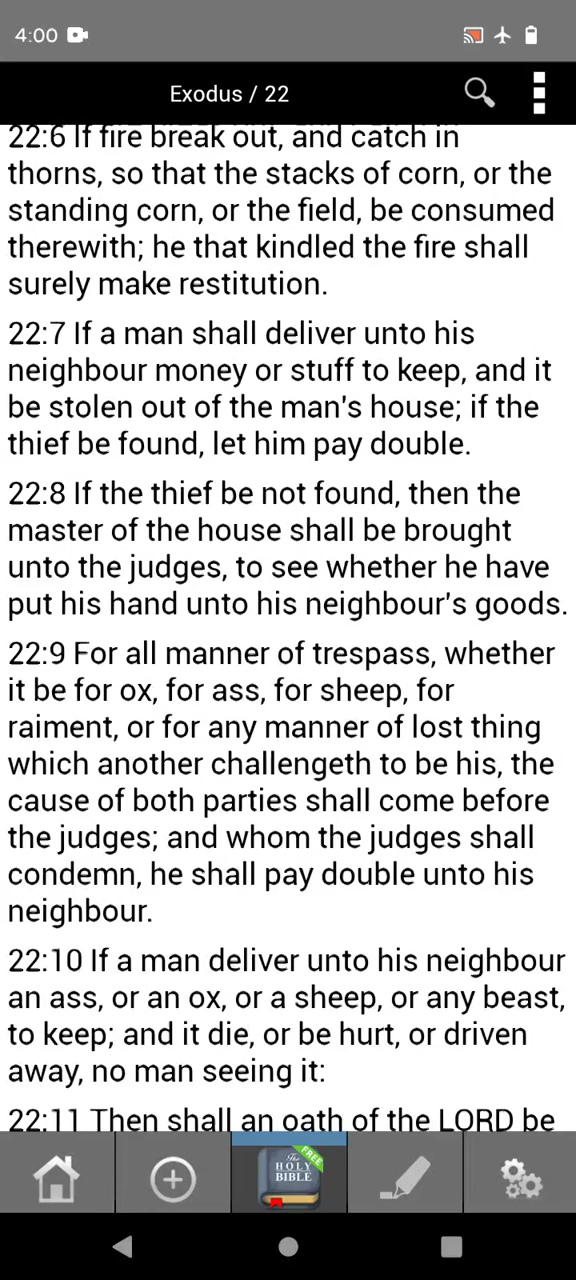 4:00
Exodus / 22
22:6 If fire break out, and catch in
thorns, so that the stacks of corn, or the
standing corn, or the field, be consumed
therewith; he that kindled the fire shall
surely make restitution.
22:7 If a man shall deliver unto his
neighbour money or stuff to keep, and it
be stolen out of the man's house; if the
thief be found, let him pay double.
22:8 If the thief be not found, then the
master of the house shall be brought
unto the judges, to see whether he have
put his hand unto his neighbour's goods.
22:9 For all manner of trespass, whether
it be for ox, for ass, for sheep, for
raiment, or for any manner of lost thing
which another challengeth to be his, the
cause of both parties shall come before
the judges; and whom the judges shall
condemn, he shall pay double unto his
neighbour.
22:10 If a man deliver unto his neighbour
an ass, or an ox, or a sheep, or any beast,
to keep; and it die, or be hurt, or driven
away, no man seeing it:
22:11 Then shall an oath of the LORD be
The
HOLY
BIBLE
FREE